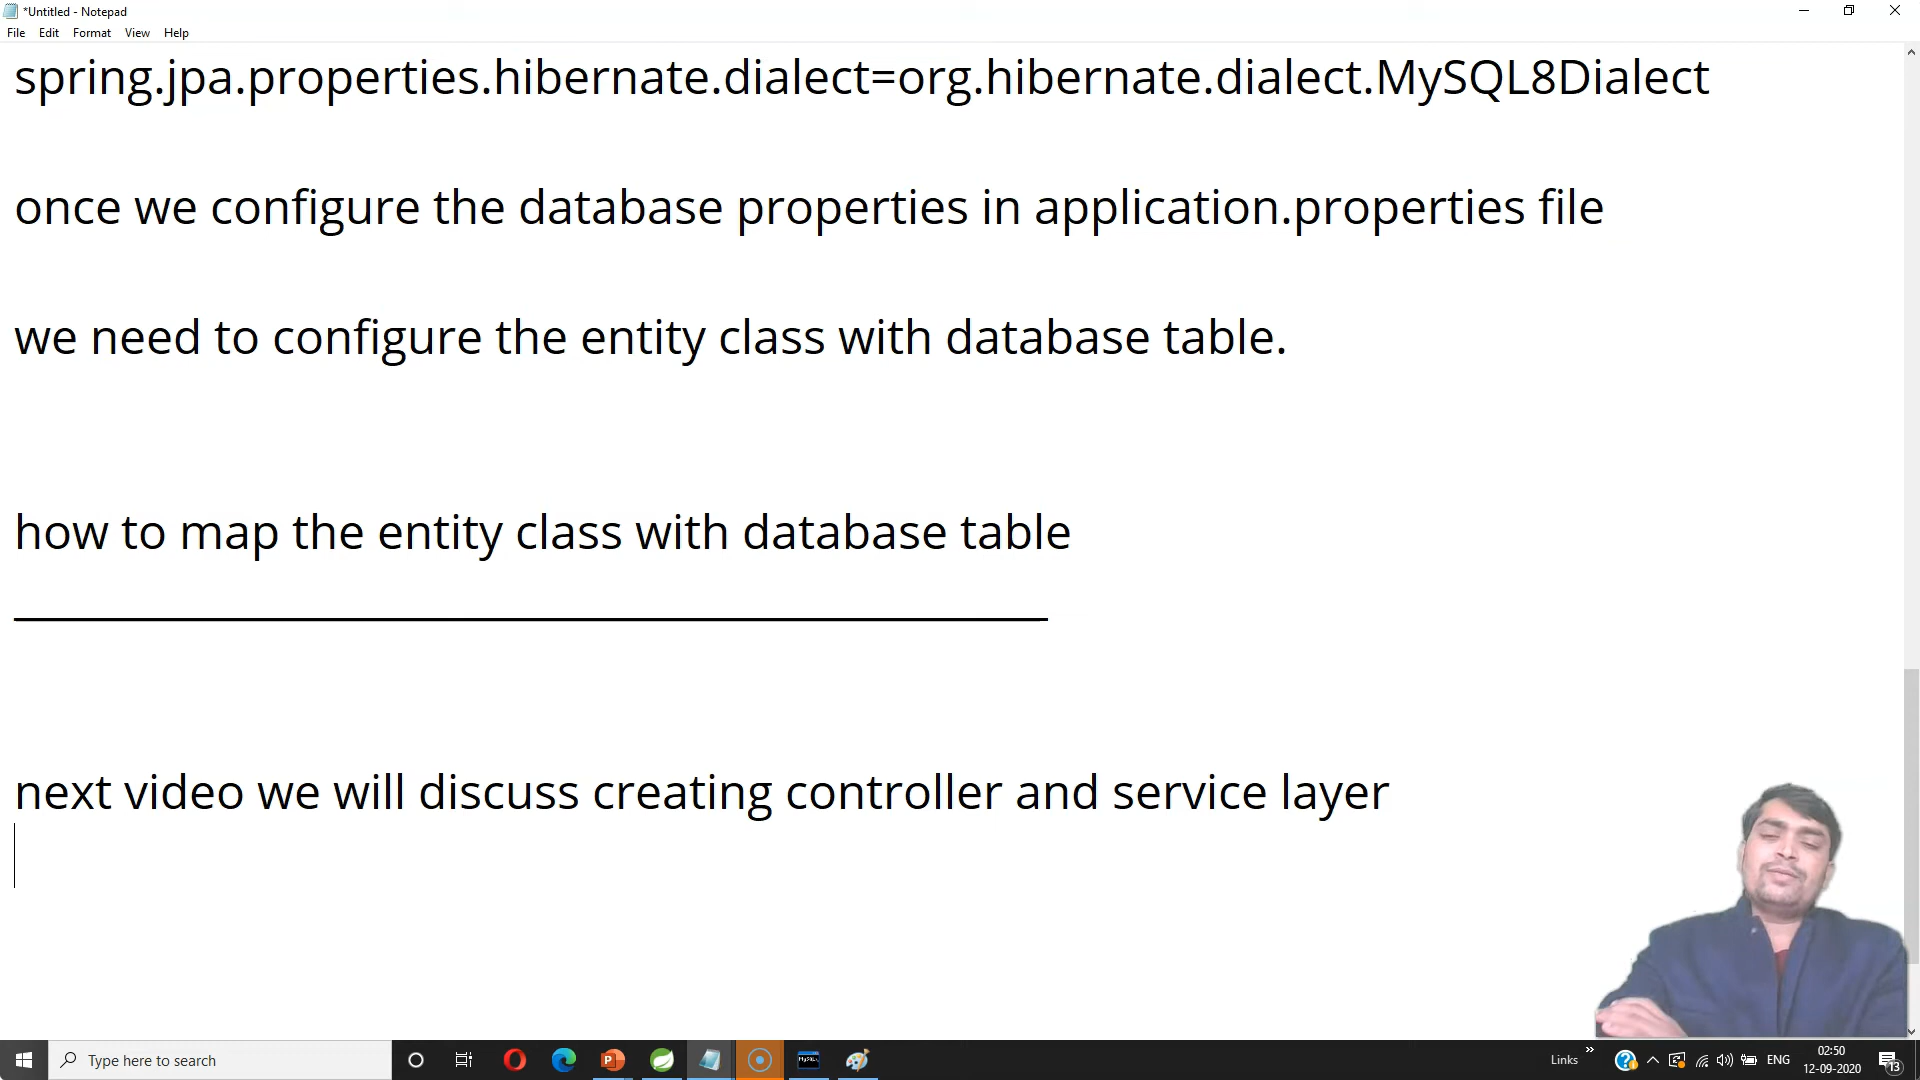 *Untitled - Notepad
File Edit Format View Help
spring.jpa.properties.hibernate.dialect=org.hibernate.dialect.MySQL8Dialect
once we configure the database properties in application.properties file
we need to configure the entity class with database table.
how to map the entity class with database table
next video we will discuss creating controller and service layer
Type here to search
Links
ENG
02:50
12-09-2020
13